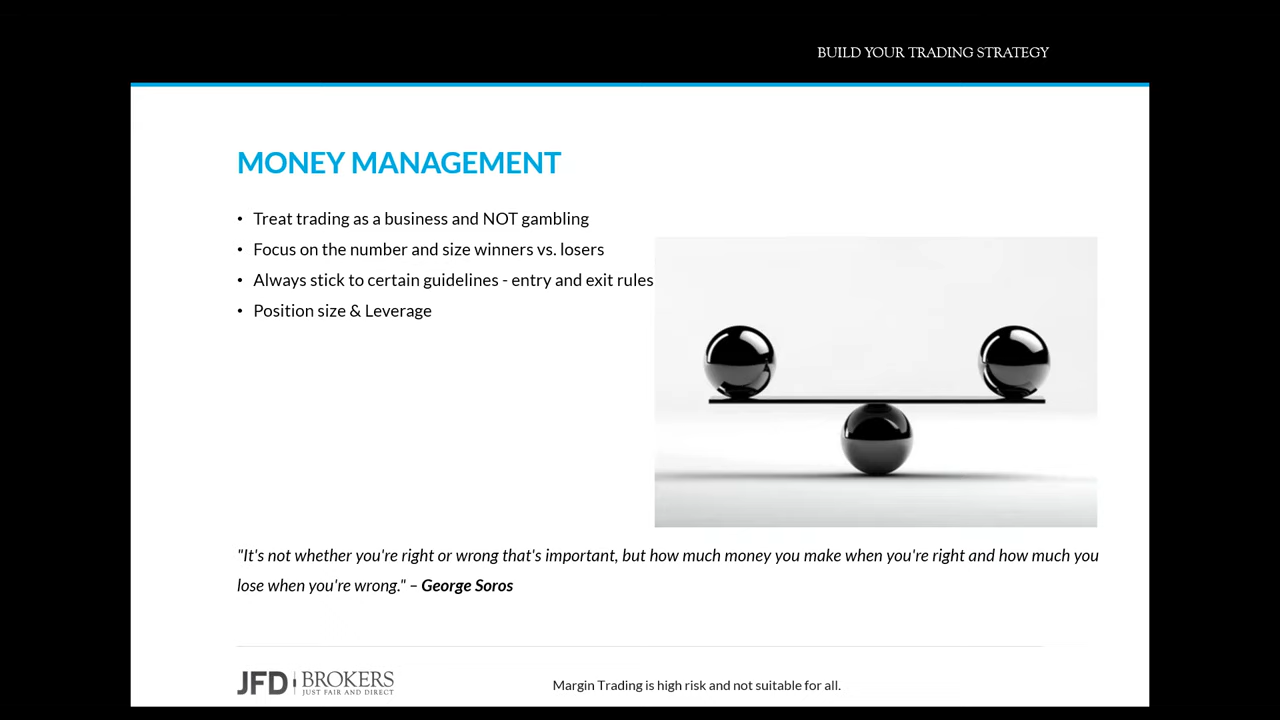 BUILD YOUR TRADING STRATEGY
MONEY MANAGEMENT
• Treat trading as a business and NOT gambling
• Focus on the number and size winners vs. losers
• Always stick to certain guidelines - entry and exit rules
• Position size & Leverage
"It's not whether you're right or wrong that's important, but how much money you make when you're right and how much you
lose when you're wrong." – George Soros
JFD BROKERS
JUST FAIR AND DIRECT
Margin Trading is high risk and not suitable for all.